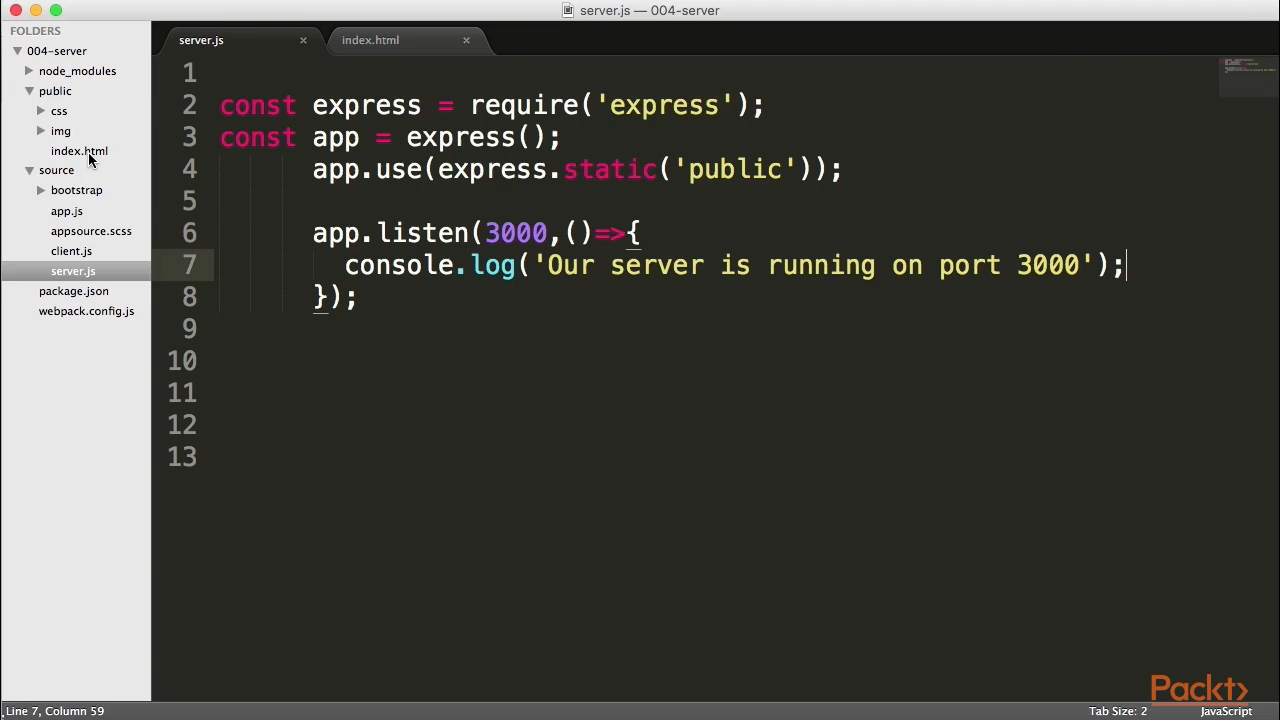 server.js — 004-server
FOLDERS
004-server
node_modules
public
css
img
index.html
source
bootstrap
app.js
appsource.scss
client.js
server.js
package.json
webpack.config.js
server.js × index.html ×
1
2 const express = require('express');
3 const app = express();
4 app.use(express.static('public'));
5
6 app.listen(3000,()=>{
7 console.log('Our server is running on port 3000');
8 });
9
10
11
12
13
Packt>
Line 7, Column 59 Tab Size: 2 JavaScript